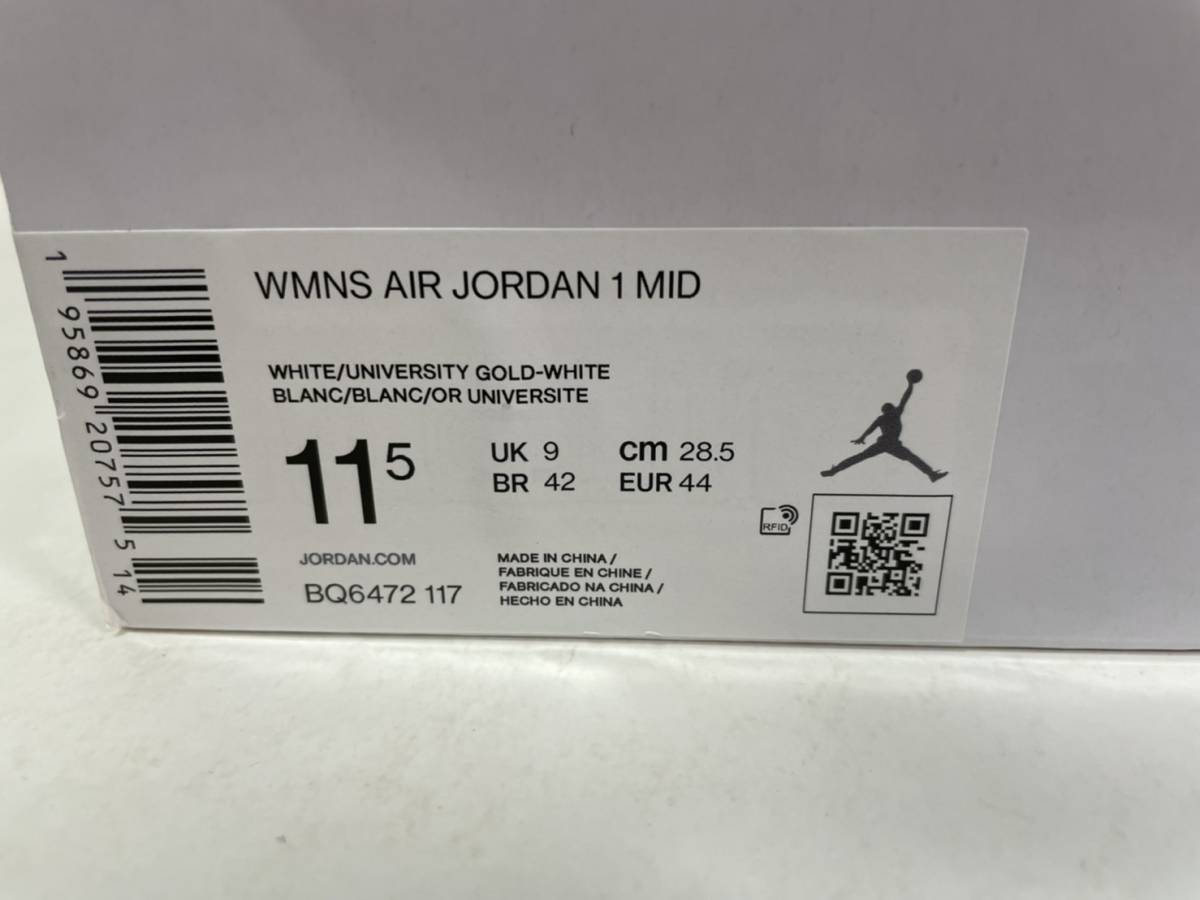 WMNS AIR JORDAN 1 MID
WHITE/UNIVERSITY GOLD-WHITE
BLANC/BLANC/OR UNIVERSITE
11 5
UK 9 cm 28.5
BR 42 EUR 44
RFID
JORDAN.COM
BQ6472 117
MADE IN CHINA /
FABRIQUE EN CHINE /
FABRICADO NA CHINA /
HECHO EN CHINA
1 95869 20757 5 14